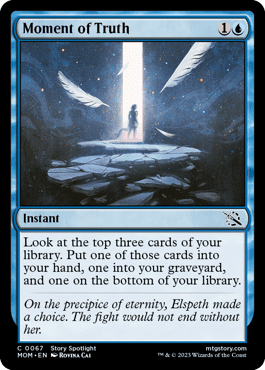 Moment of Truth 1
Instant
Look at the top three cards of your
library. Put one of those cards into
your hand, one into your graveyard,
and one on the bottom of your library.
On the precipice of eternity, Elspeth made
a choice. The fight would not end without
her.
C 0067 Story Spotlight mtgstory.com
MOM • EN Rovina Cai ™ & © 2023 Wizards of the Coast